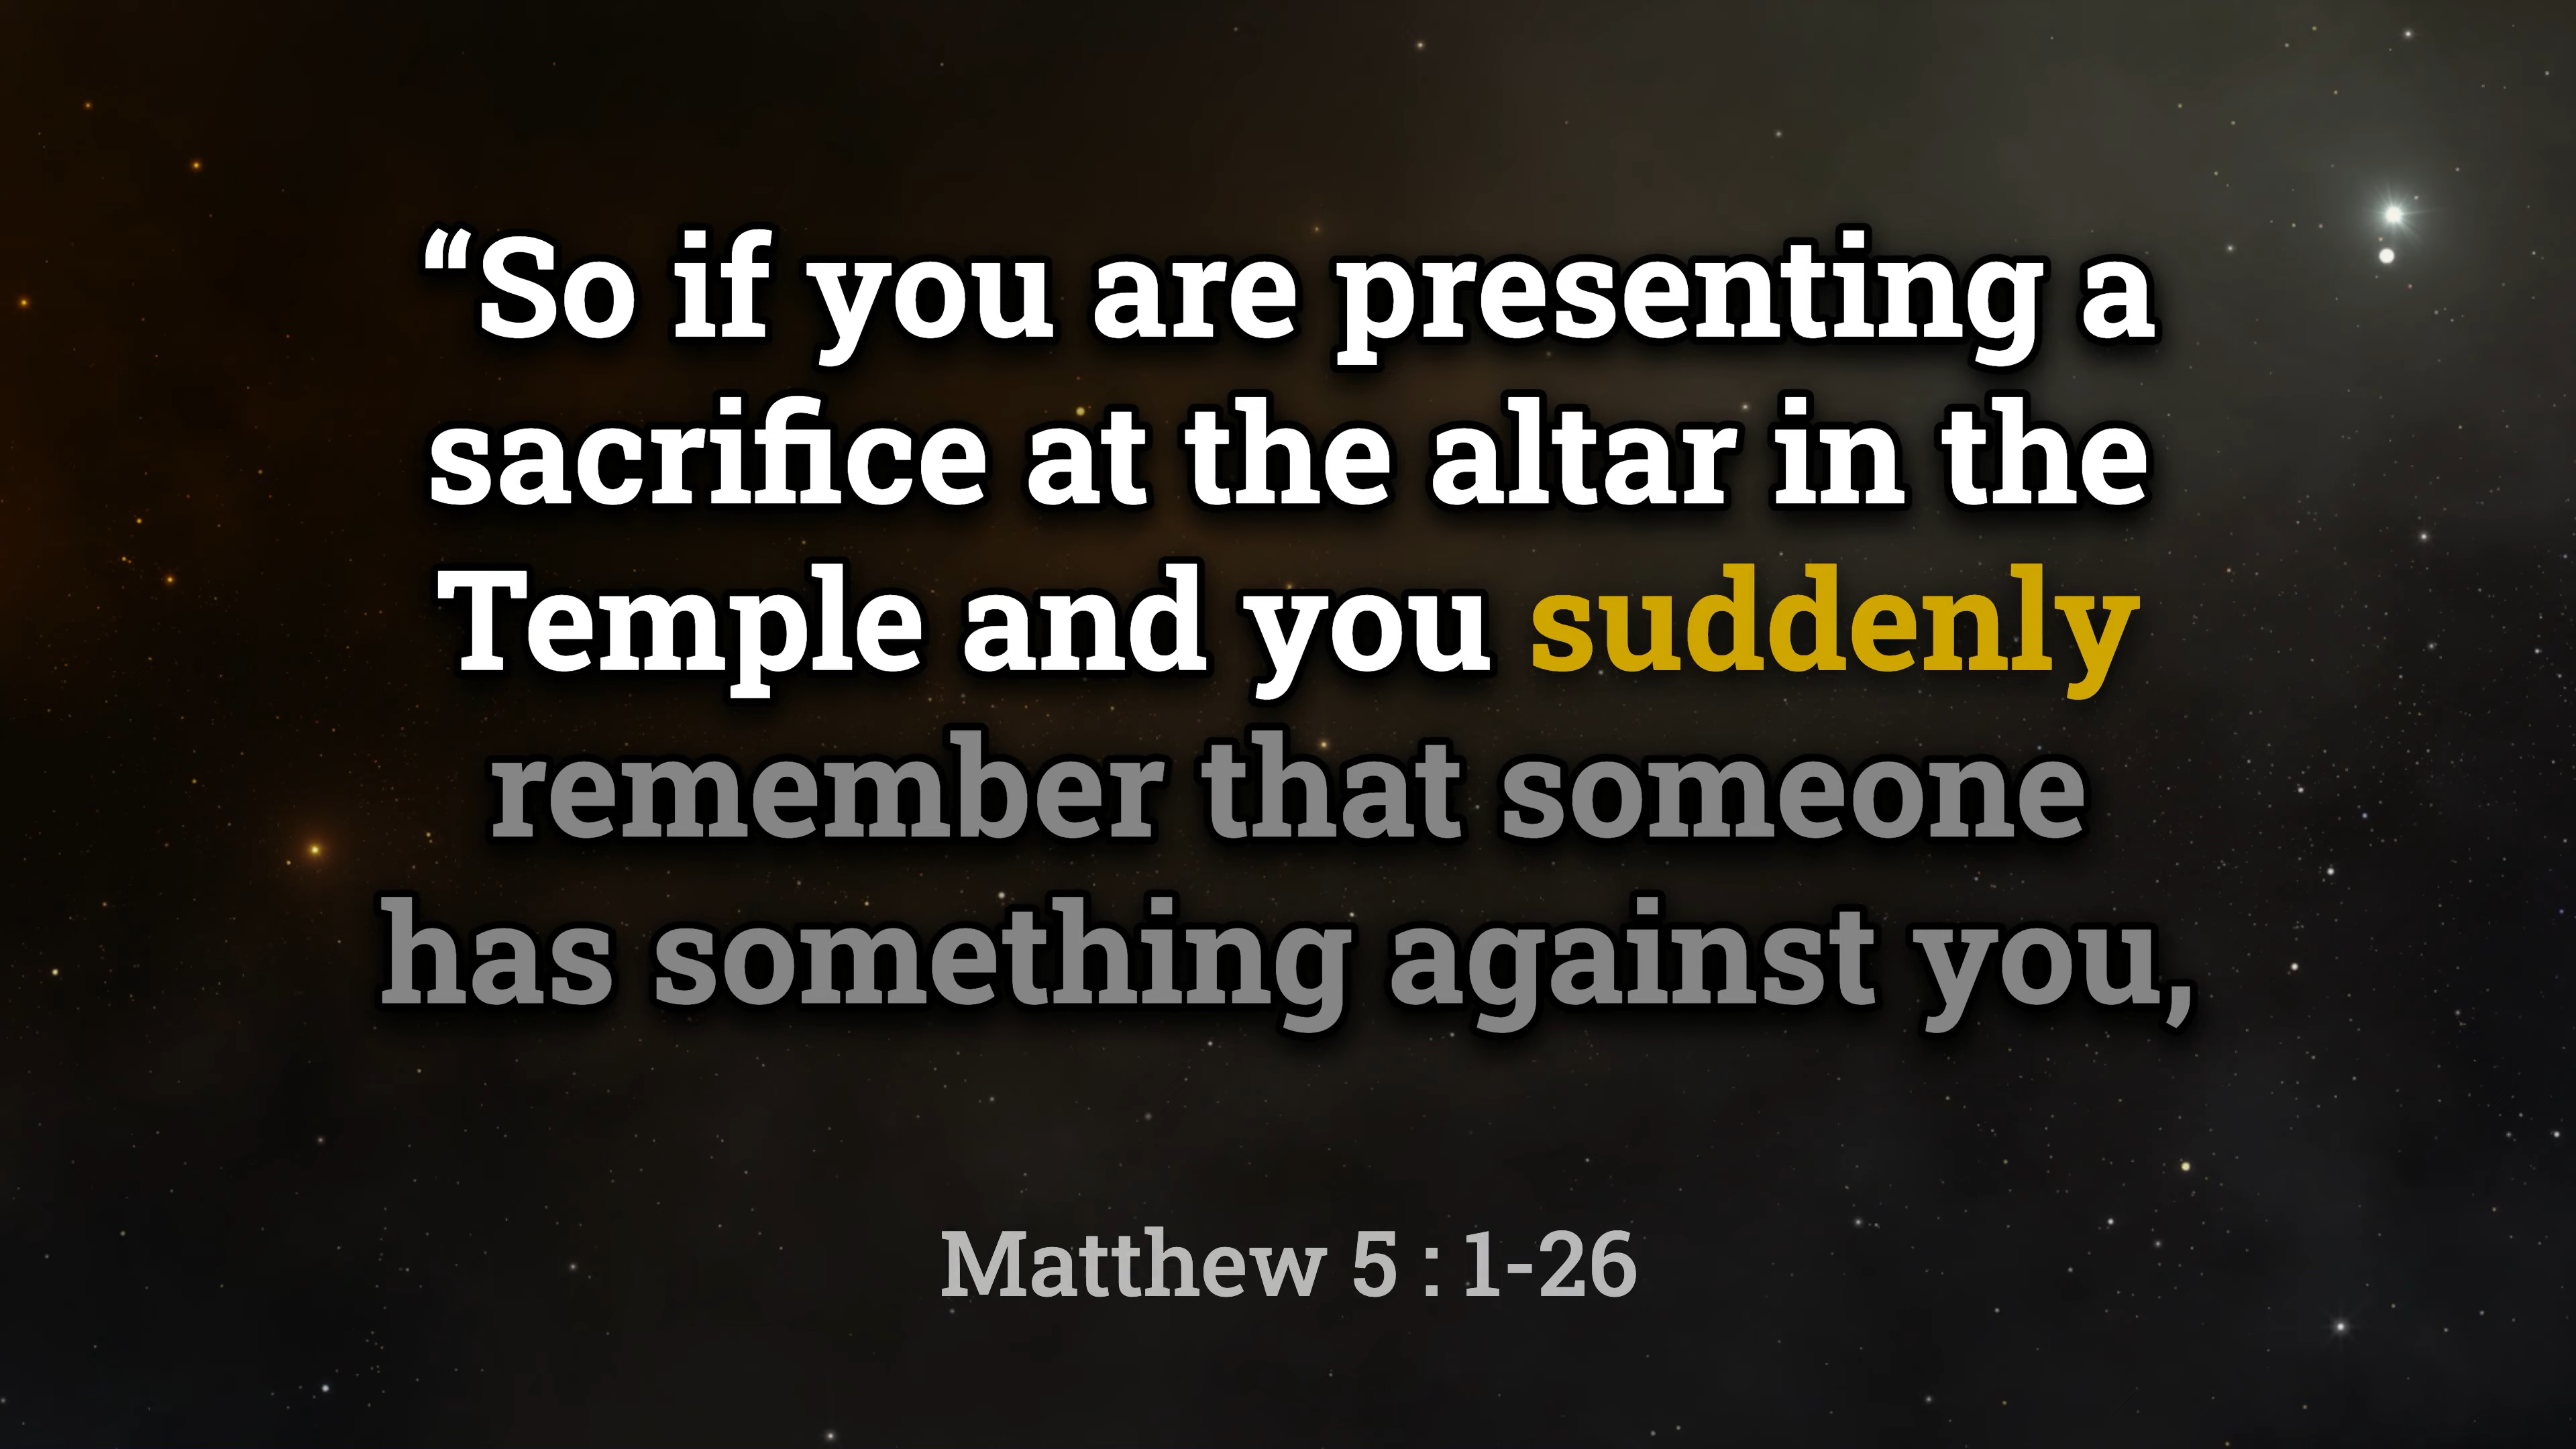 “So if you are presenting a
sacrifice at the altar in the
Temple and you suddenly
remember that someone
has something against you,
Matthew 5 : 1-26